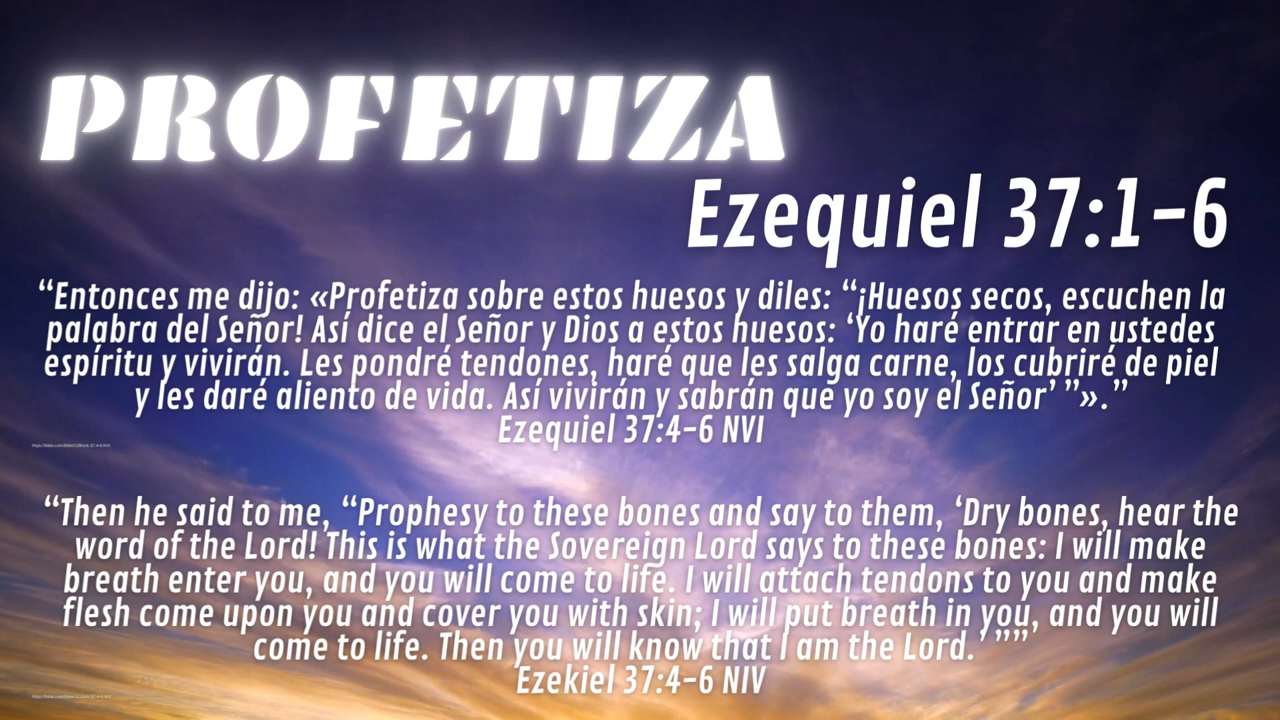 PROFETIZA
Ezequiel 37:1-6
“Entonces me dijo: «Profetiza sobre estos huesos y diles: “¡Huesos secos, escuchen la
palabra del Señor! Así dice el Señor y Dios a estos huesos: ‘Yo haré entrar en ustedes
espíritu y vivirán. Les pondré tendones, haré que les salga carne, los cubriré de piel
y les daré aliento de vida. Así vivirán y sabrán que yo soy el Señor’ ”».”
Ezequiel 37:4-6 NVI
“Then he said to me, “Prophesy to these bones and say to them, ‘Dry bones, hear the
word of the Lord! This is what the Sovereign Lord says to these bones: I will make
breath enter you, and you will come to life. I will attach tendons to you and make
flesh come upon you and cover you with skin; I will put breath in you, and you will
come to life. Then you will know that I am the Lord.’ ””’
Ezekiel 37:4-6 NIV